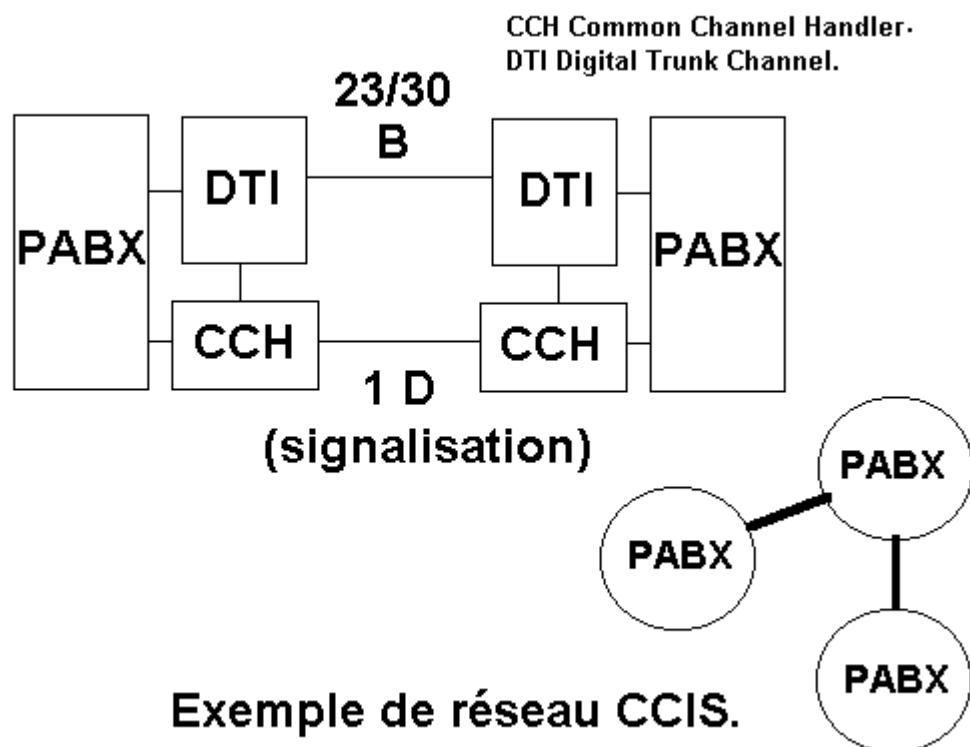 CCH Common Channel Handler.
DTI Digital Trunk Channel.
23/30
B
PABX
DTI
DTI
PABX
CCH
CCH
1 D
(signalisation)
PABX
PABX
PABX
Exemple de réseau CCIS.